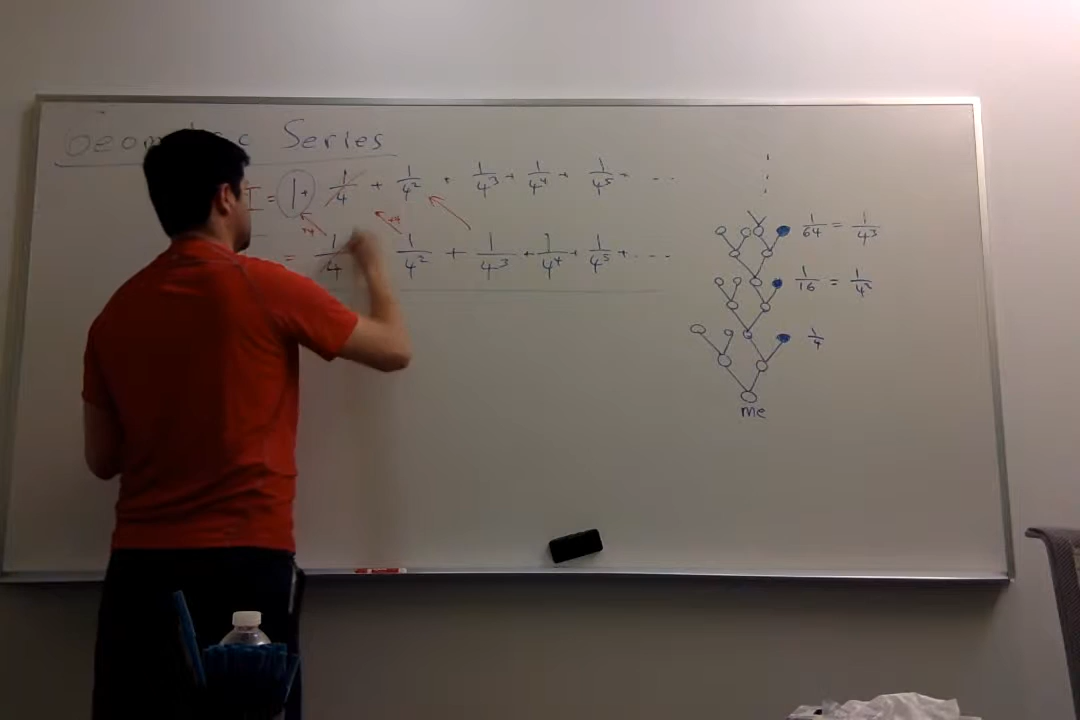 Geometric Series
I = 1 + 1/4 + 1/4² + 1/4³ + 1/4⁴ + 1/4⁵ + ...
×4 ×4
= 1/4 1/4² + 1/4³ + 1/4⁴ + 1/4⁵ + ...
1/64 = 1/4³
1/16 = 1/4²
1/4
me